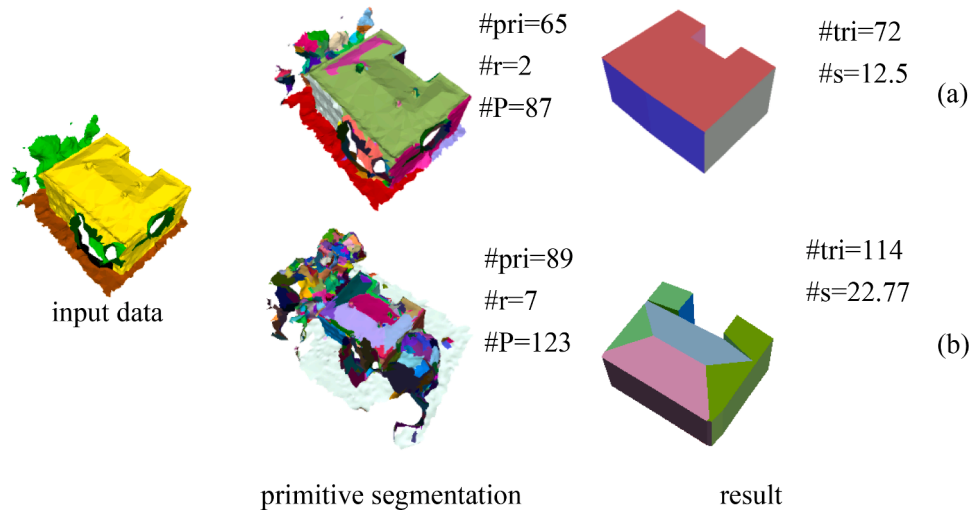 #pri=65
#r=2
#P=87
#tri=72
#s=12.5
(a)
input data
#pri=89
#r=7
#P=123
#tri=114
#s=22.77
(b)
primitive segmentation
result